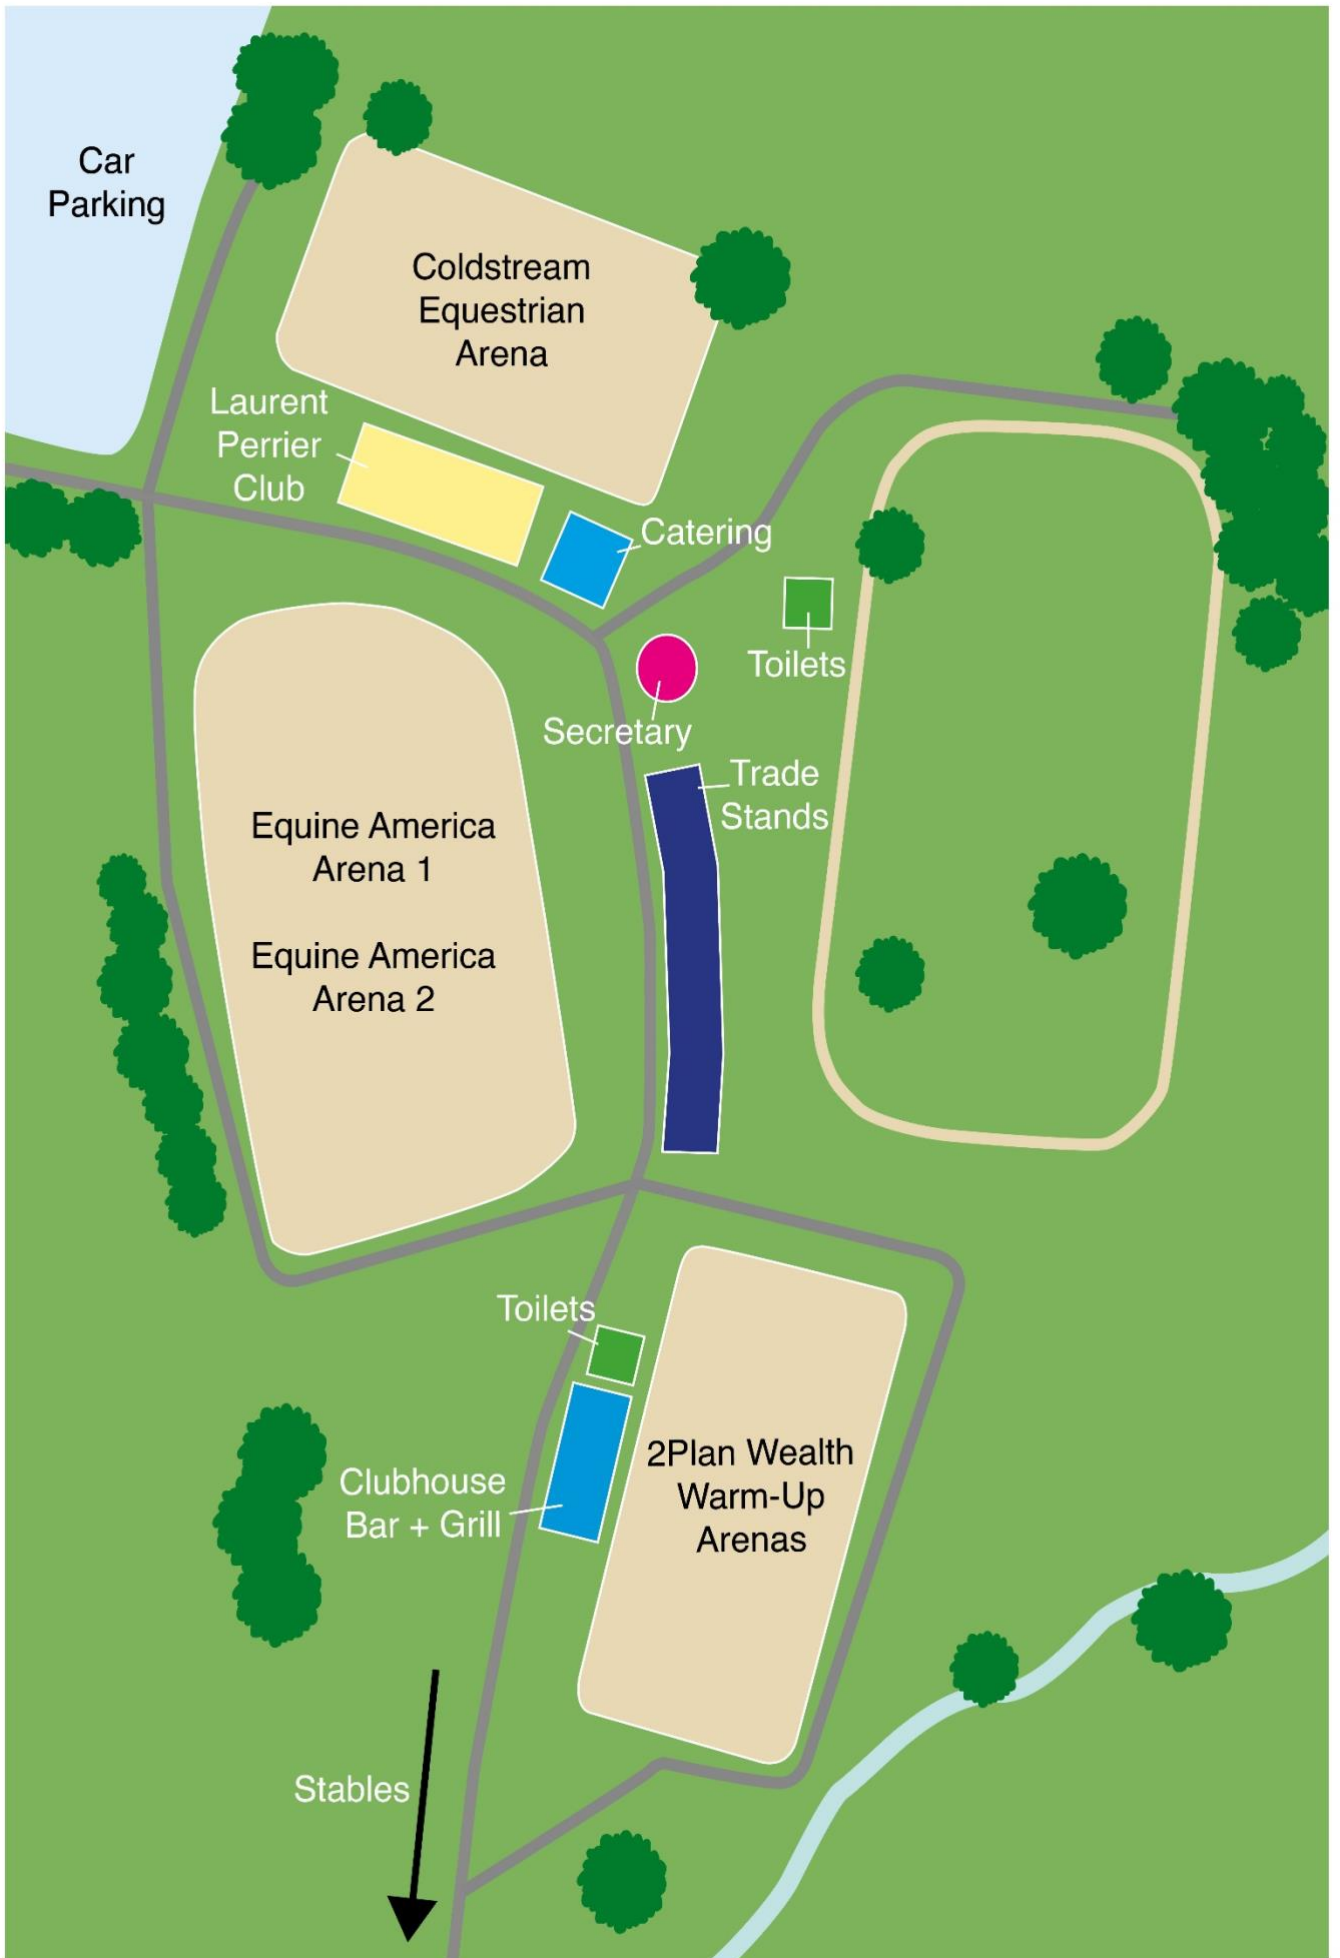 Car
Parking
Coldstream
Equestrian
Arena
Laurent
Perrier
Club
Catering
Toilets
Secretary
Trade
Stands
Equine America
Arena 1
Equine America
Arena 2
Toilets
2Plan Wealth
Warm-Up
Arenas
Clubhouse
Bar + Grill
Stables